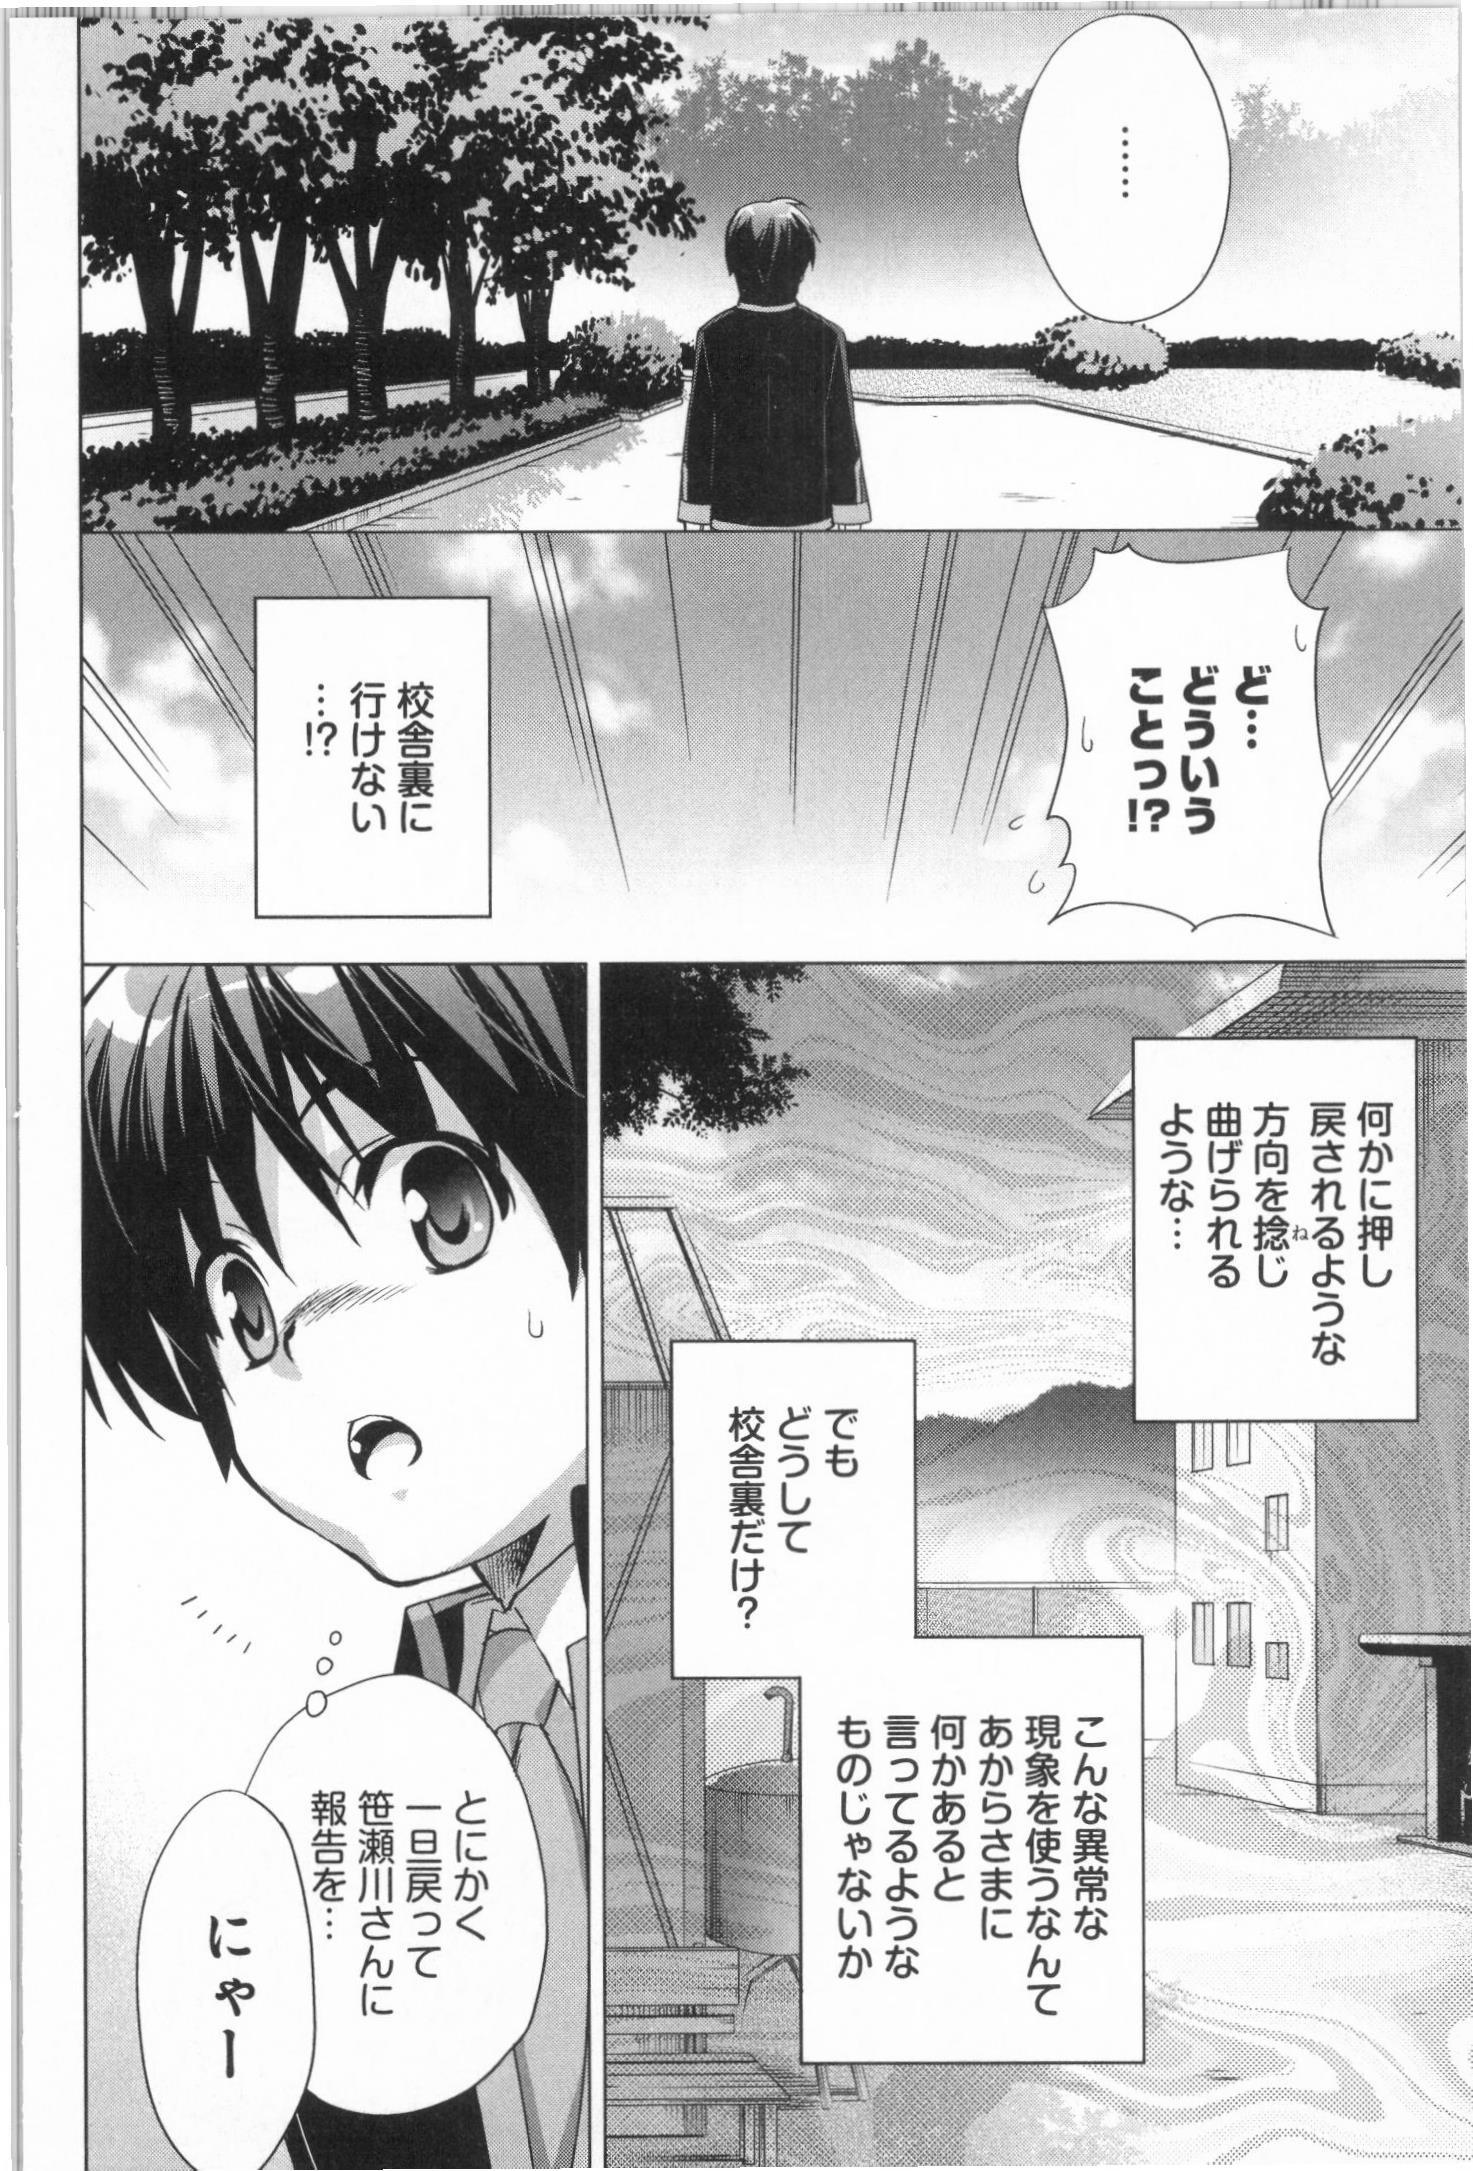 ……
ど…
どういう
ことっ!?
校舎裏に
行けない
…!?
何かに押し
戻されるような
方向を捻じ
ね
曲げられる
ような…
でも
どうして
校舎裏だけ?
こんな異常な
現象を使うなんて
あからさまに
何かあると
言ってるような
ものじゃないか
とにかく
一旦戻って
笹瀬川さんに
報告を…
にゃー